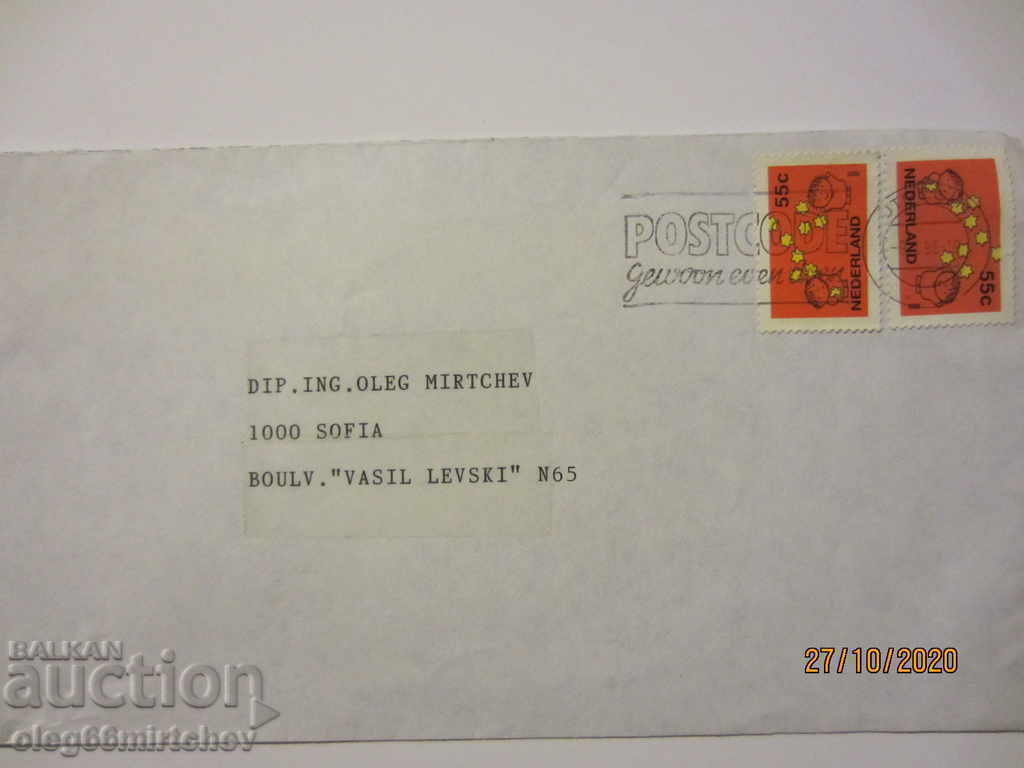 55c
NEDERLAND
NEDERLAND
55c
POSTCODE
gewoon even
DIP.ING.OLEG MIRTCHEV
1000 SOFIA
BOULV."VASIL LEVSKI" N65
27/10/2020
BALKAN
auction
oleg66mirtchev